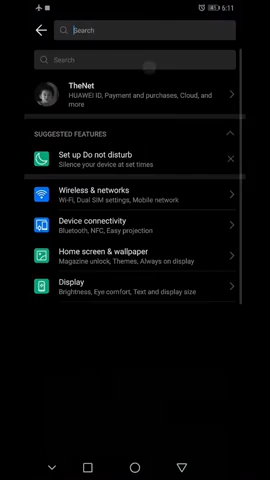 6:11
Search
Search
TheNet
HUAWEI ID, Payment and purchases, Cloud, and
more
SUGGESTED FEATURES
Set up Do not disturb
Silence your device at set times
Wireless & networks
Wi-Fi, Dual SIM settings, Mobile network
Device connectivity
Bluetooth, NFC, Easy projection
Home screen & wallpaper
Magazine unlock, Themes, Always on display
Display
Brightness, Eye comfort, Text and display size